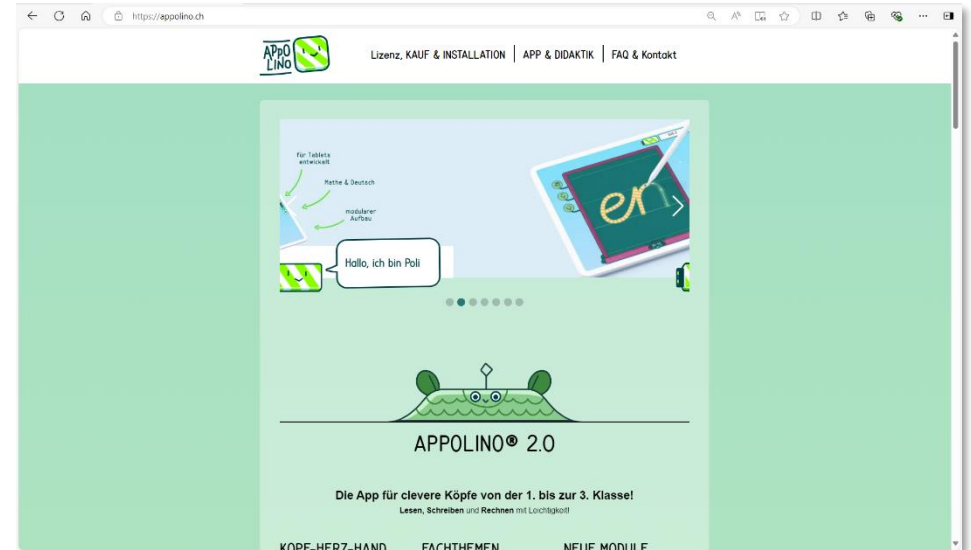 https://appolino.ch
APPO
LINO
Lizenz, KAUF & INSTALLATION
APP & DIDAKTIK
FAQ & Kontakt
für Tablets
entwickelt
Mathe & Deutsch
modularer
Aufbau
en
Hallo, ich bin Poli
APPOLINO® 2.0
Die App für clevere Köpfe von der 1. bis zur 3. Klasse!
Lesen, Schreiben und Rechnen mit Leichtigkeit!
KOPF-HERZ-HAND
FACHTHEMEN
NEUE MODULE